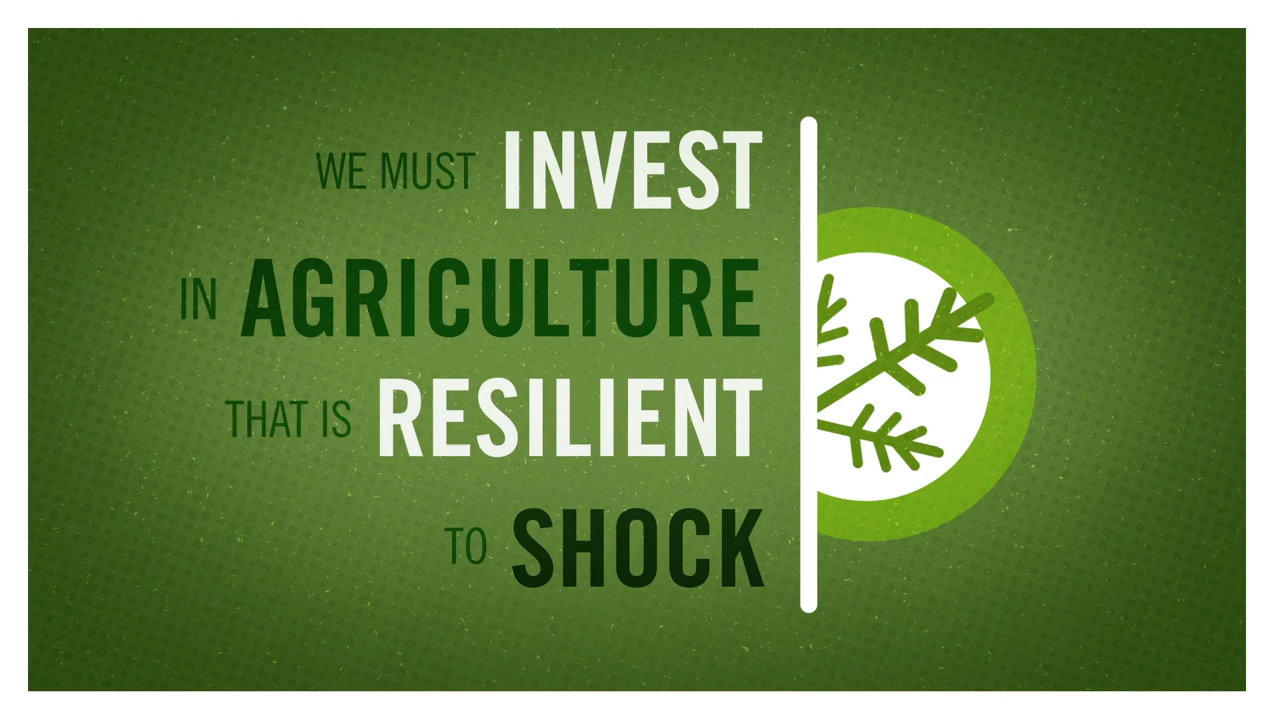 WE MUST INVEST
IN AGRICULTURE
THAT IS RESILIENT
TO SHOCK